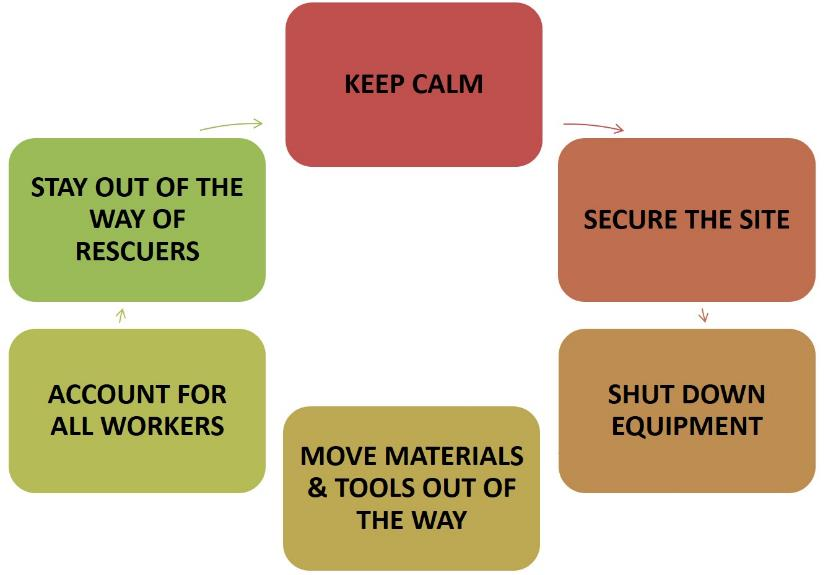 KEEP CALM
SECURE THE SITE
SHUT DOWN
EQUIPMENT
MOVE MATERIALS
& TOOLS OUT OF
THE WAY
ACCOUNT FOR
ALL WORKERS
STAY OUT OF THE
WAY OF
RESCUERS